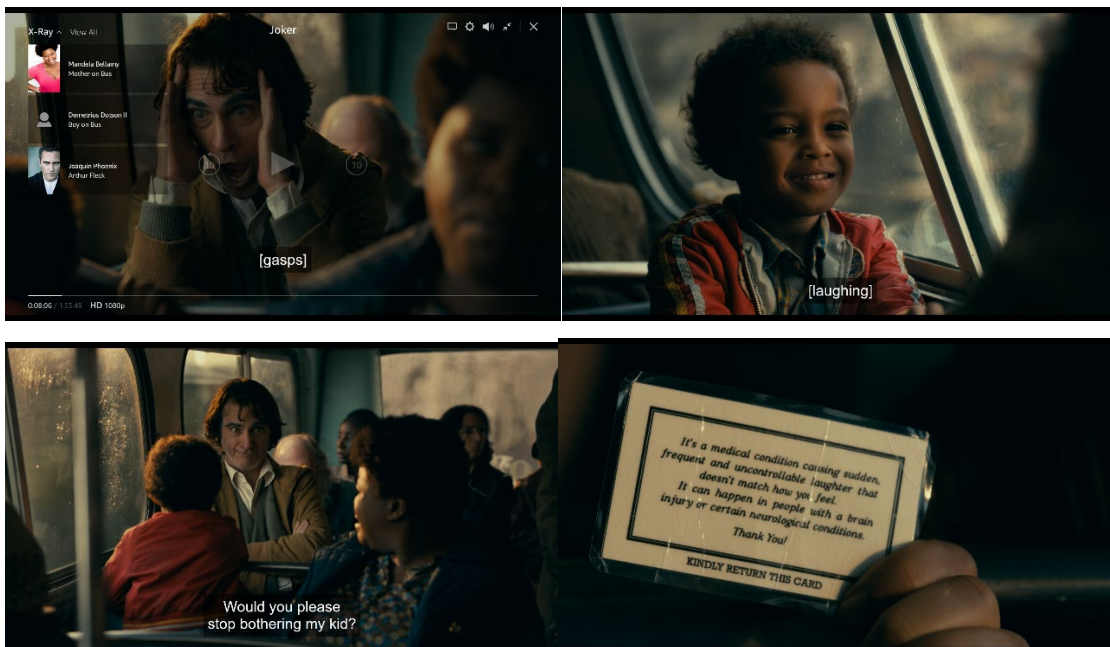 X-Ray View All
Joker
Mandela Bellamy
Mother on Bus
Demetrius Dotson II
Boy on Bus
Joaquin Phoenix
Arthur Fleck
10
10
[gasps]
0:08:06 / 1:53:49 HD 1080p
[laughing]
Would you please
stop bothering my kid?
It's a medical condition causing sudden,
frequent and uncontrollable laughter that
doesn't match how you feel.
It can happen in people with a brain
injury or certain neurological conditions.
Thank You!
KINDLY RETURN THIS CARD